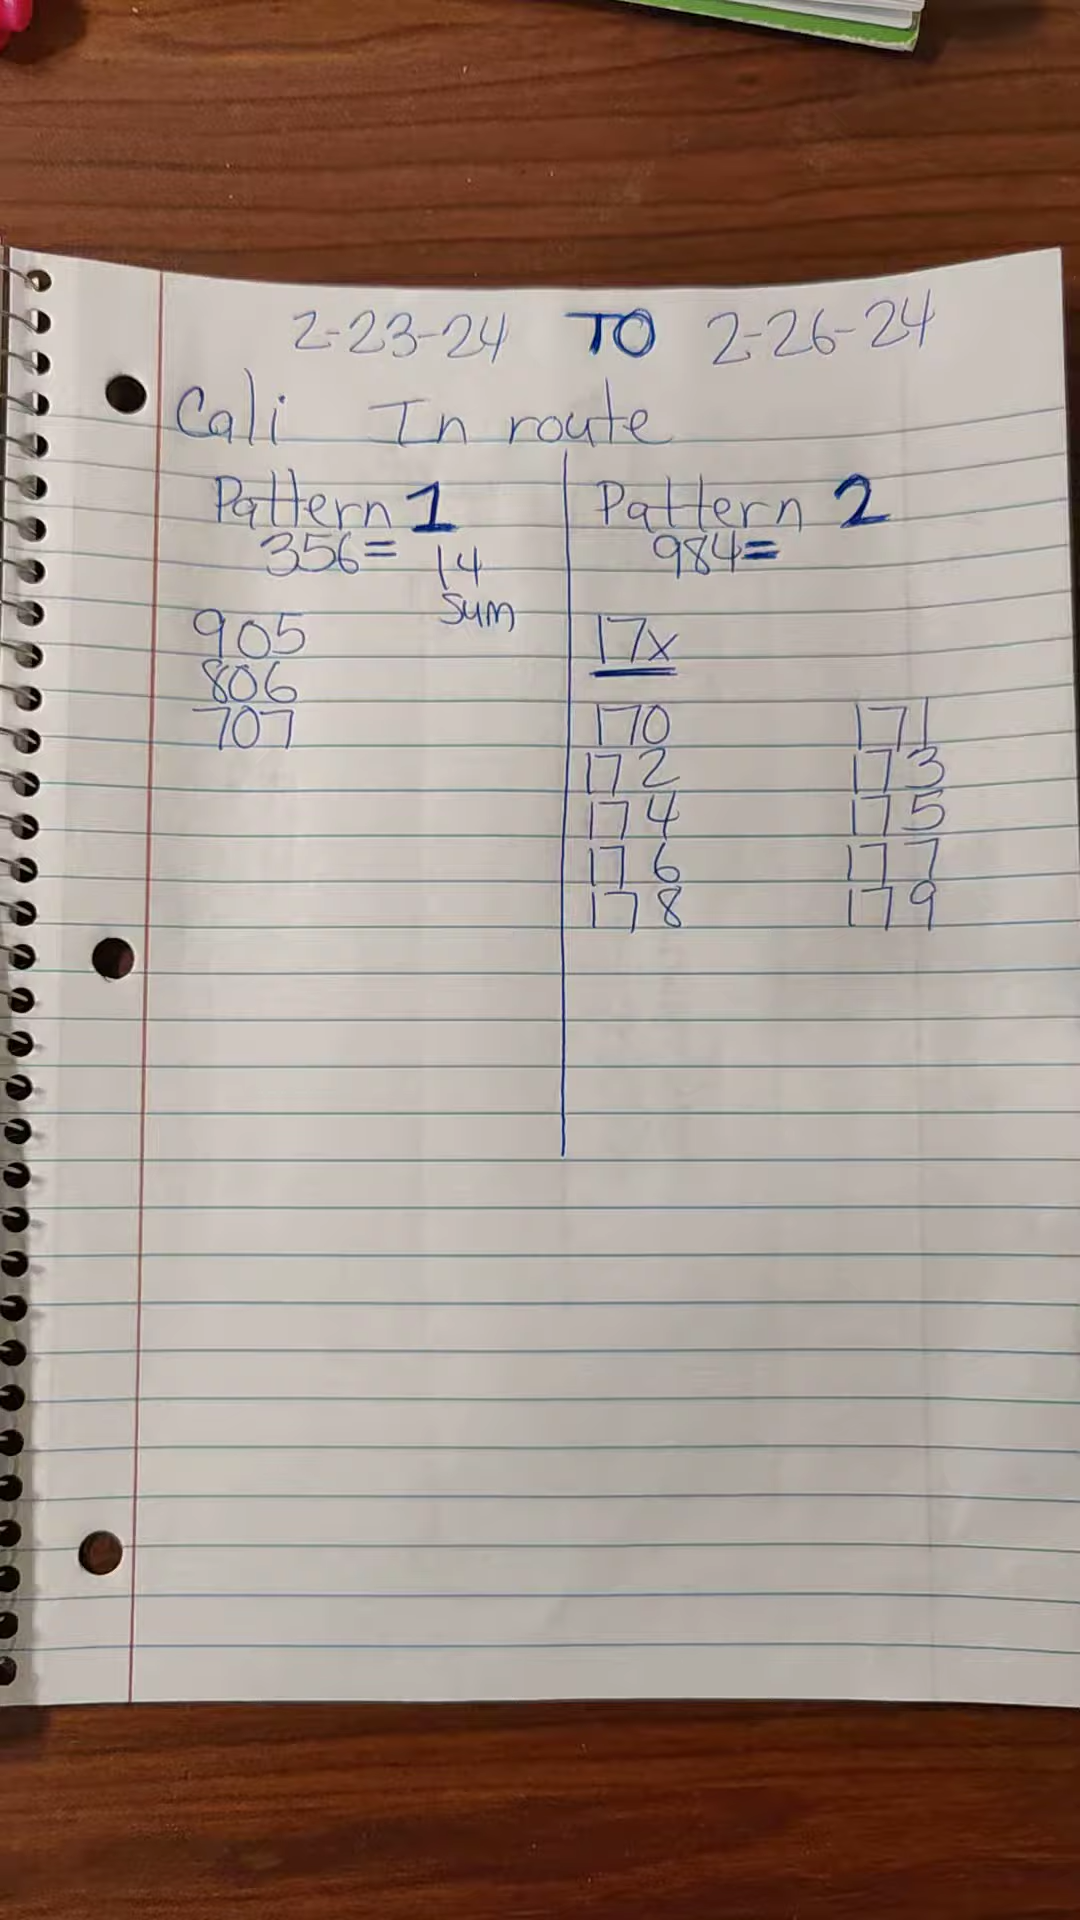 2-23-24 TO 2-26-24
Cali In route
Pattern 1
356= 14
Sum
905
806
707
Pattern 2
984=
17x
170 171
172 173
174 175
176 177
178 179